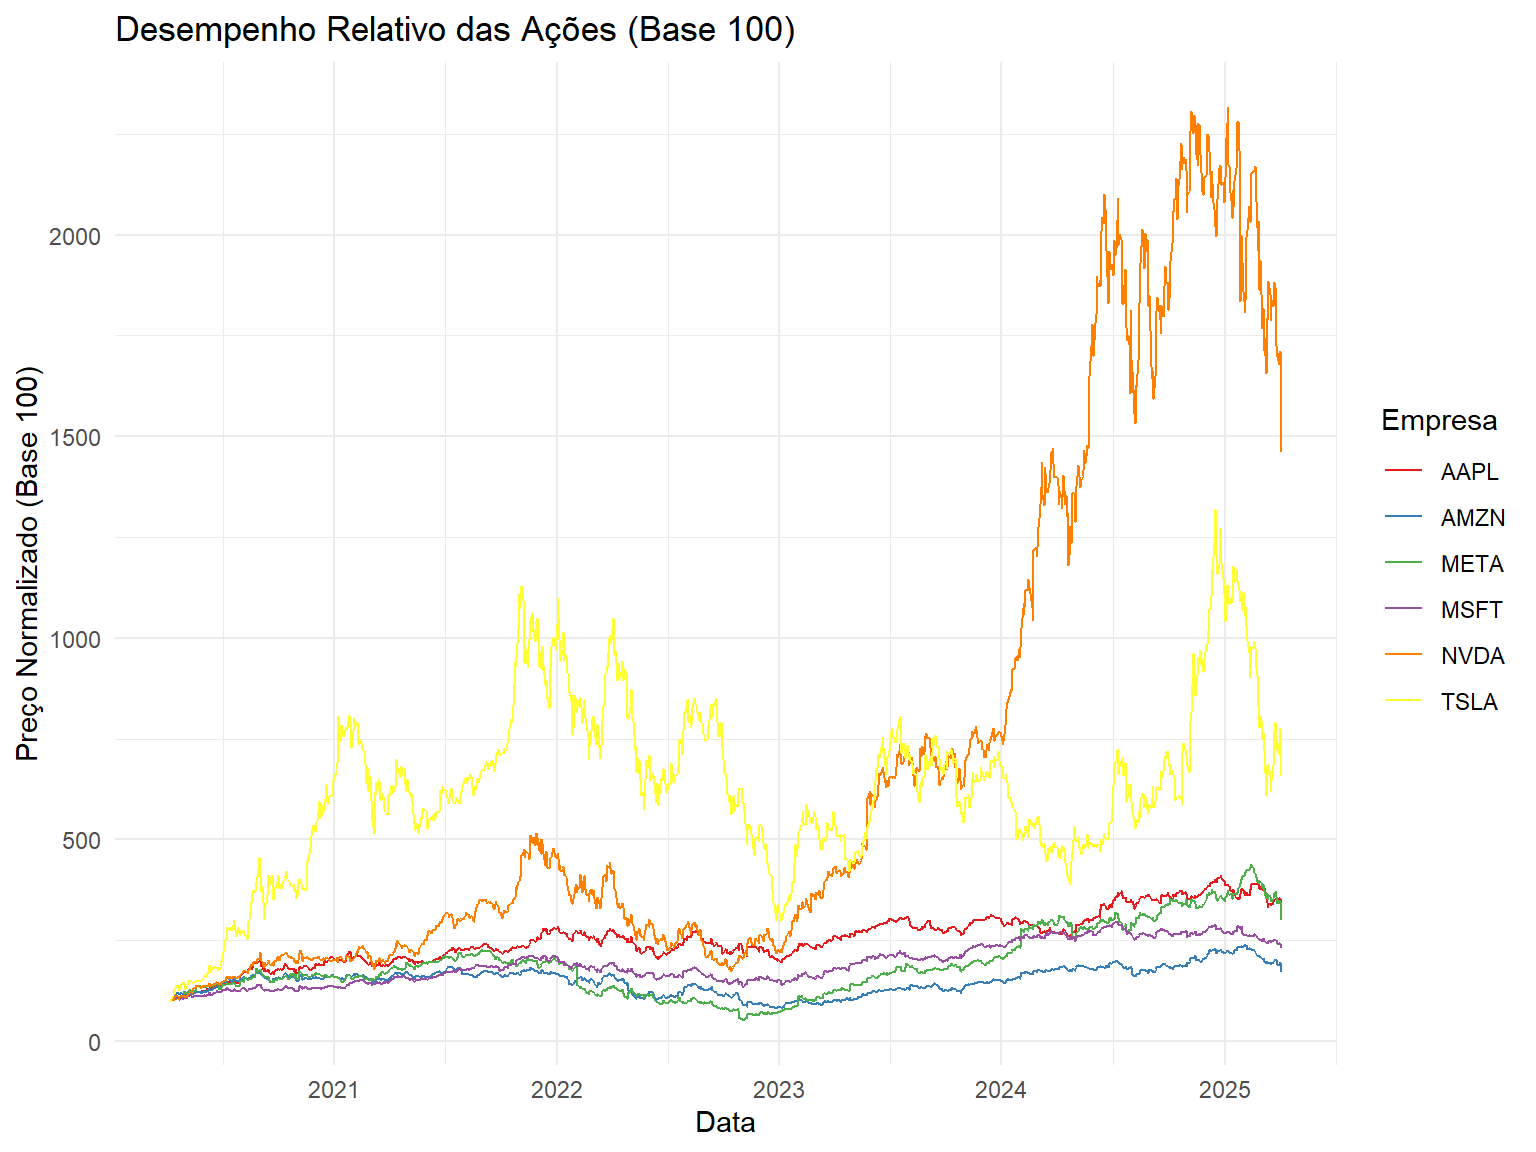 Desempenho Relativo das Ações (Base 100)
Preço Normalizado (Base 100)
2000
1500
1000
500
0
2021
2022
2023
2024
2025
Data
Empresa
AAPL
AMZN
META
MSFT
NVDA
TSLA